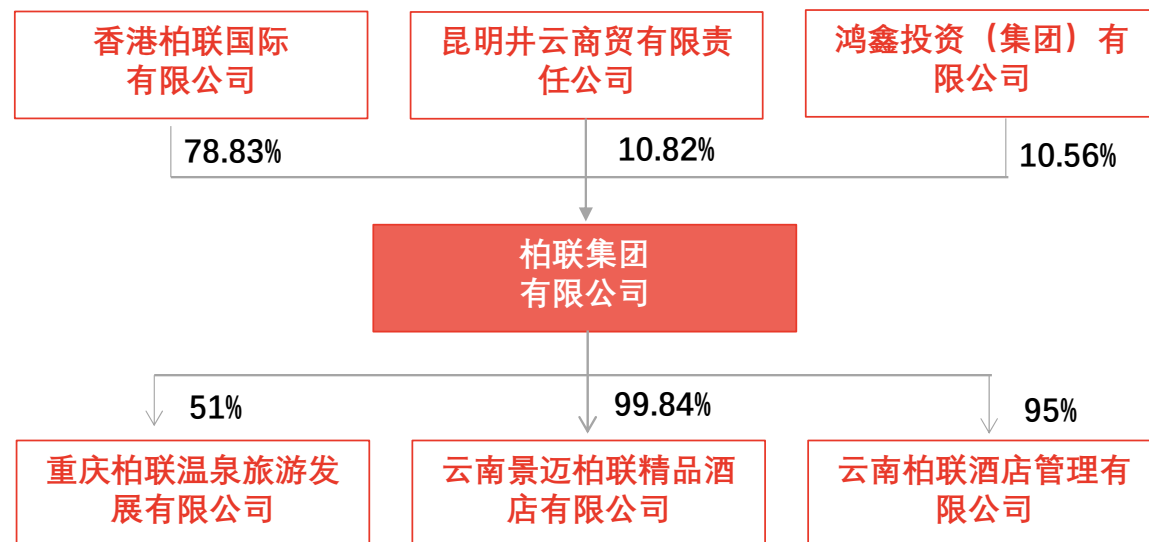 香港柏联国际
有限公司
昆明井云商贸有限责
任公司
鸿鑫投资（集团）有
限公司
78.83%
10.82%
10.56%
柏联集团
有限公司
51%
99.84%
95%
重庆柏联温泉旅游发
展有限公司
云南景迈柏联精品酒
店有限公司
云南柏联酒店管理有
限公司